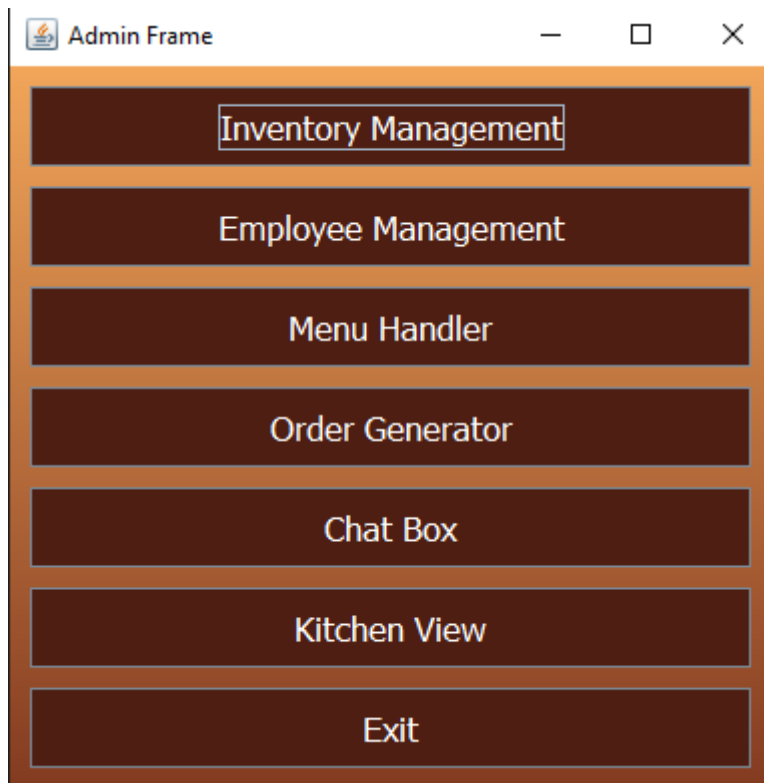 Admin Frame
Inventory Management
Employee Management
Menu Handler
Order Generator
Chat Box
Kitchen View
Exit